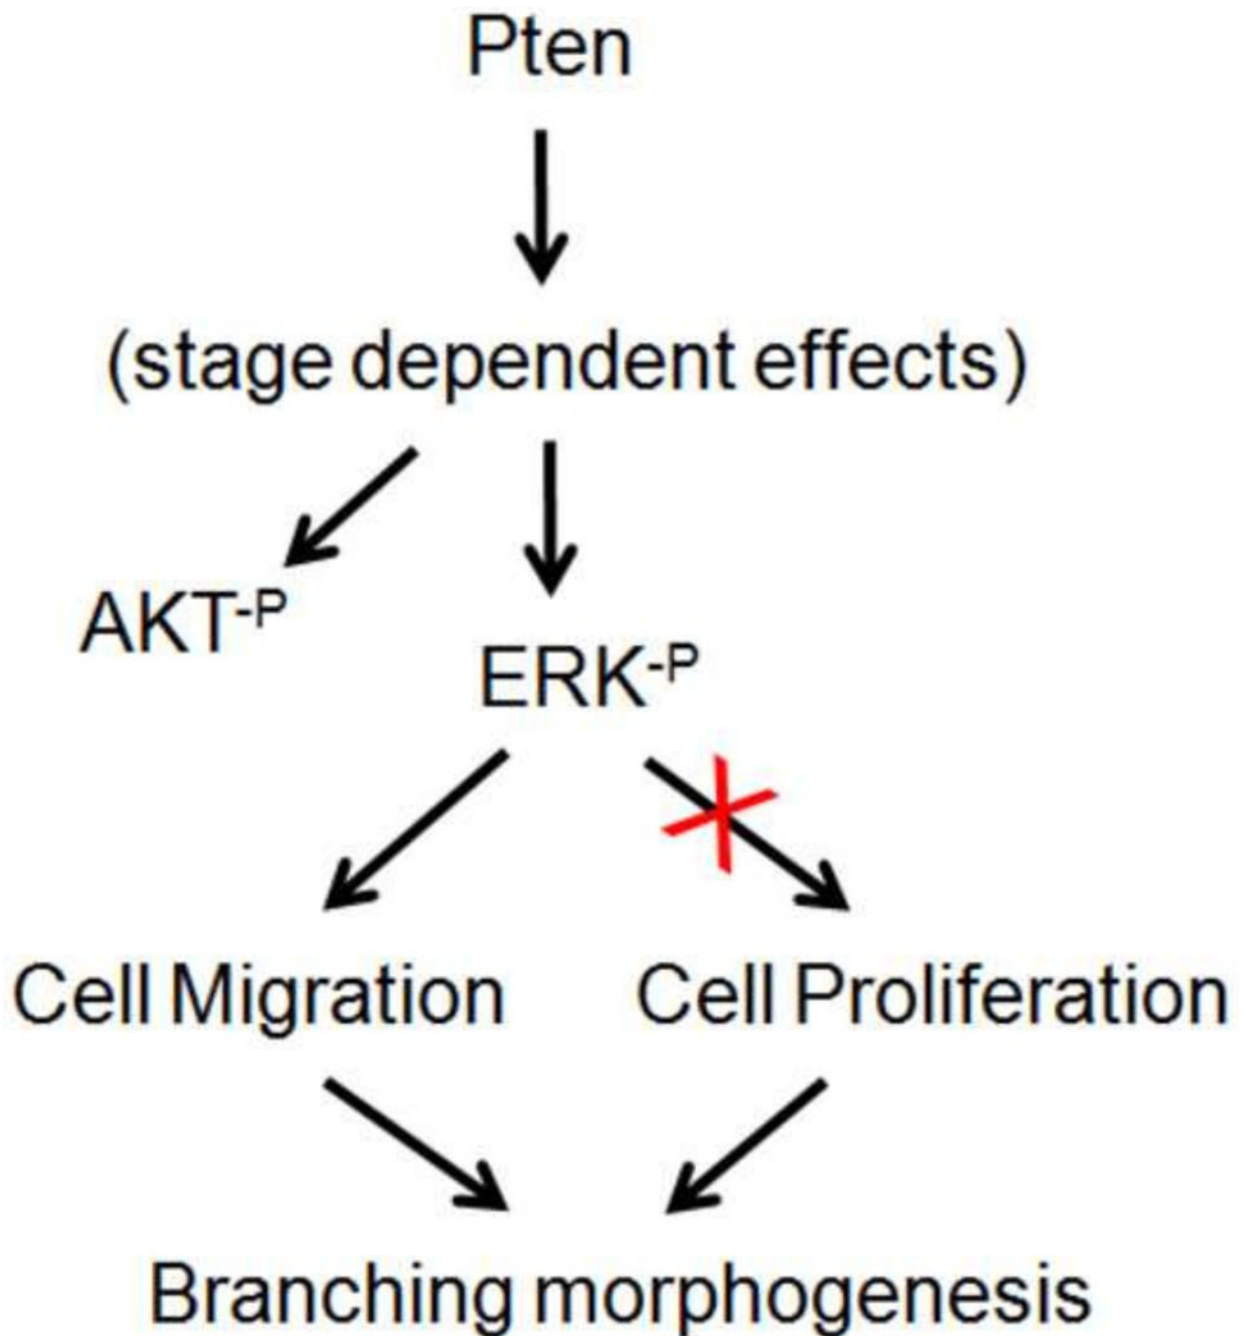 Pten
(stage dependent effects)
AKT-P
ERK-P
Cell Migration Cell Proliferation
Branching morphogenesis